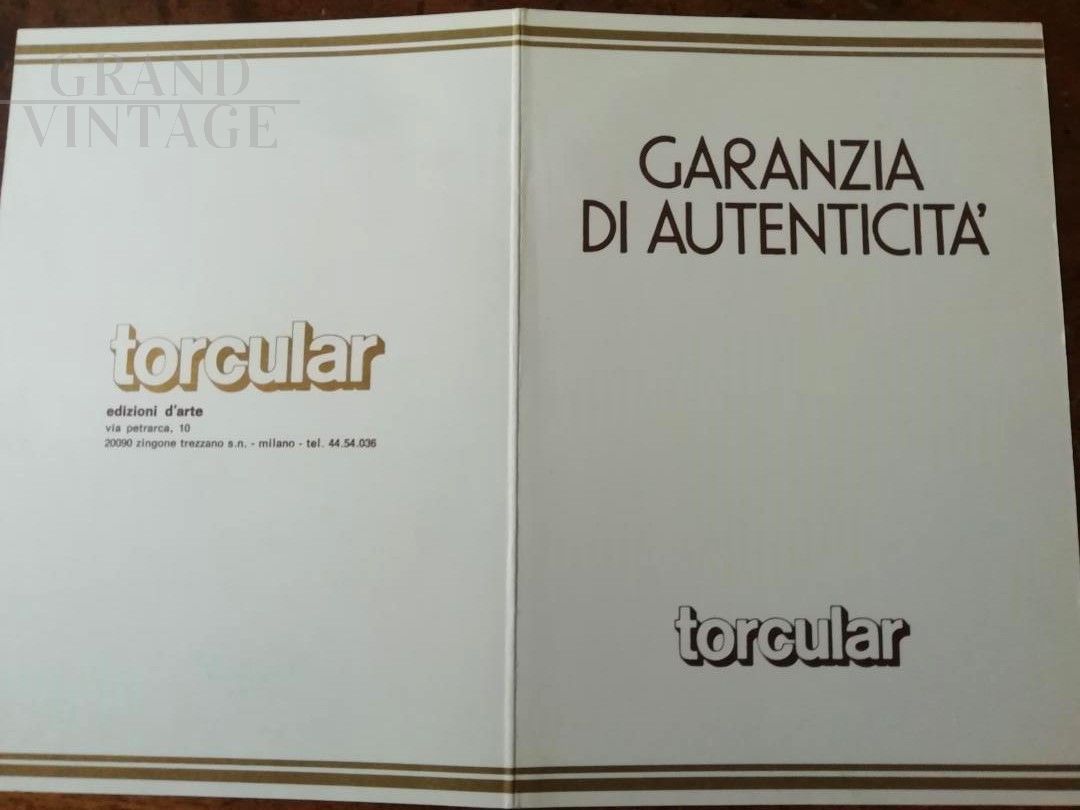 GRAND
VINTAGE
torcular
edizioni d'arte
via petrarca, 10
20090 zingone trezzano s.n. - milano - tel. 44.54.036
GARANZIA
DI AUTENTICITA'
torcular